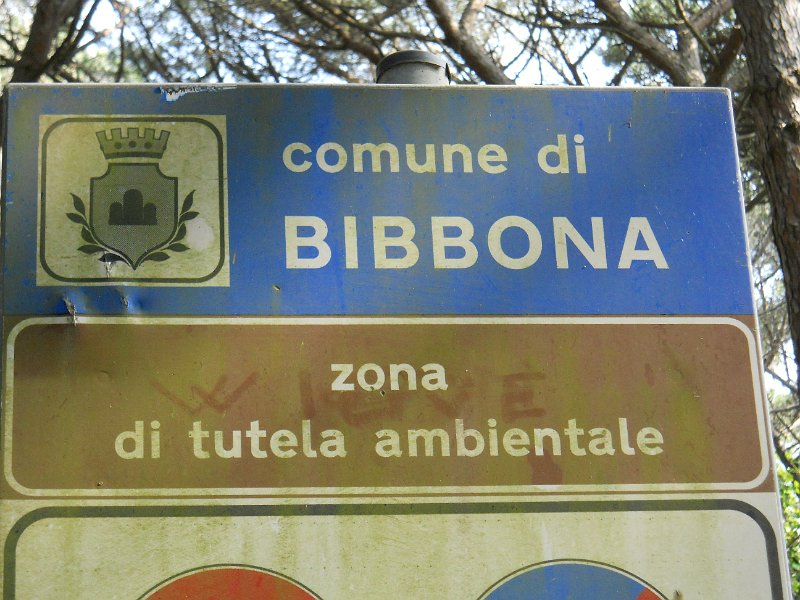 comune di
BIBBONA
zona
di tutela ambientale